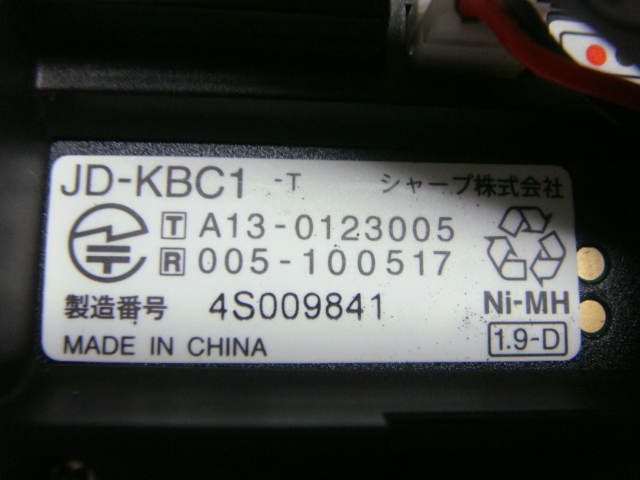 JD-KBC1 -T シャープ株式会社
T A13-0123005
R 005-100517
製造番号 4S009841
Ni-MH
MADE IN CHINA
1.9-D